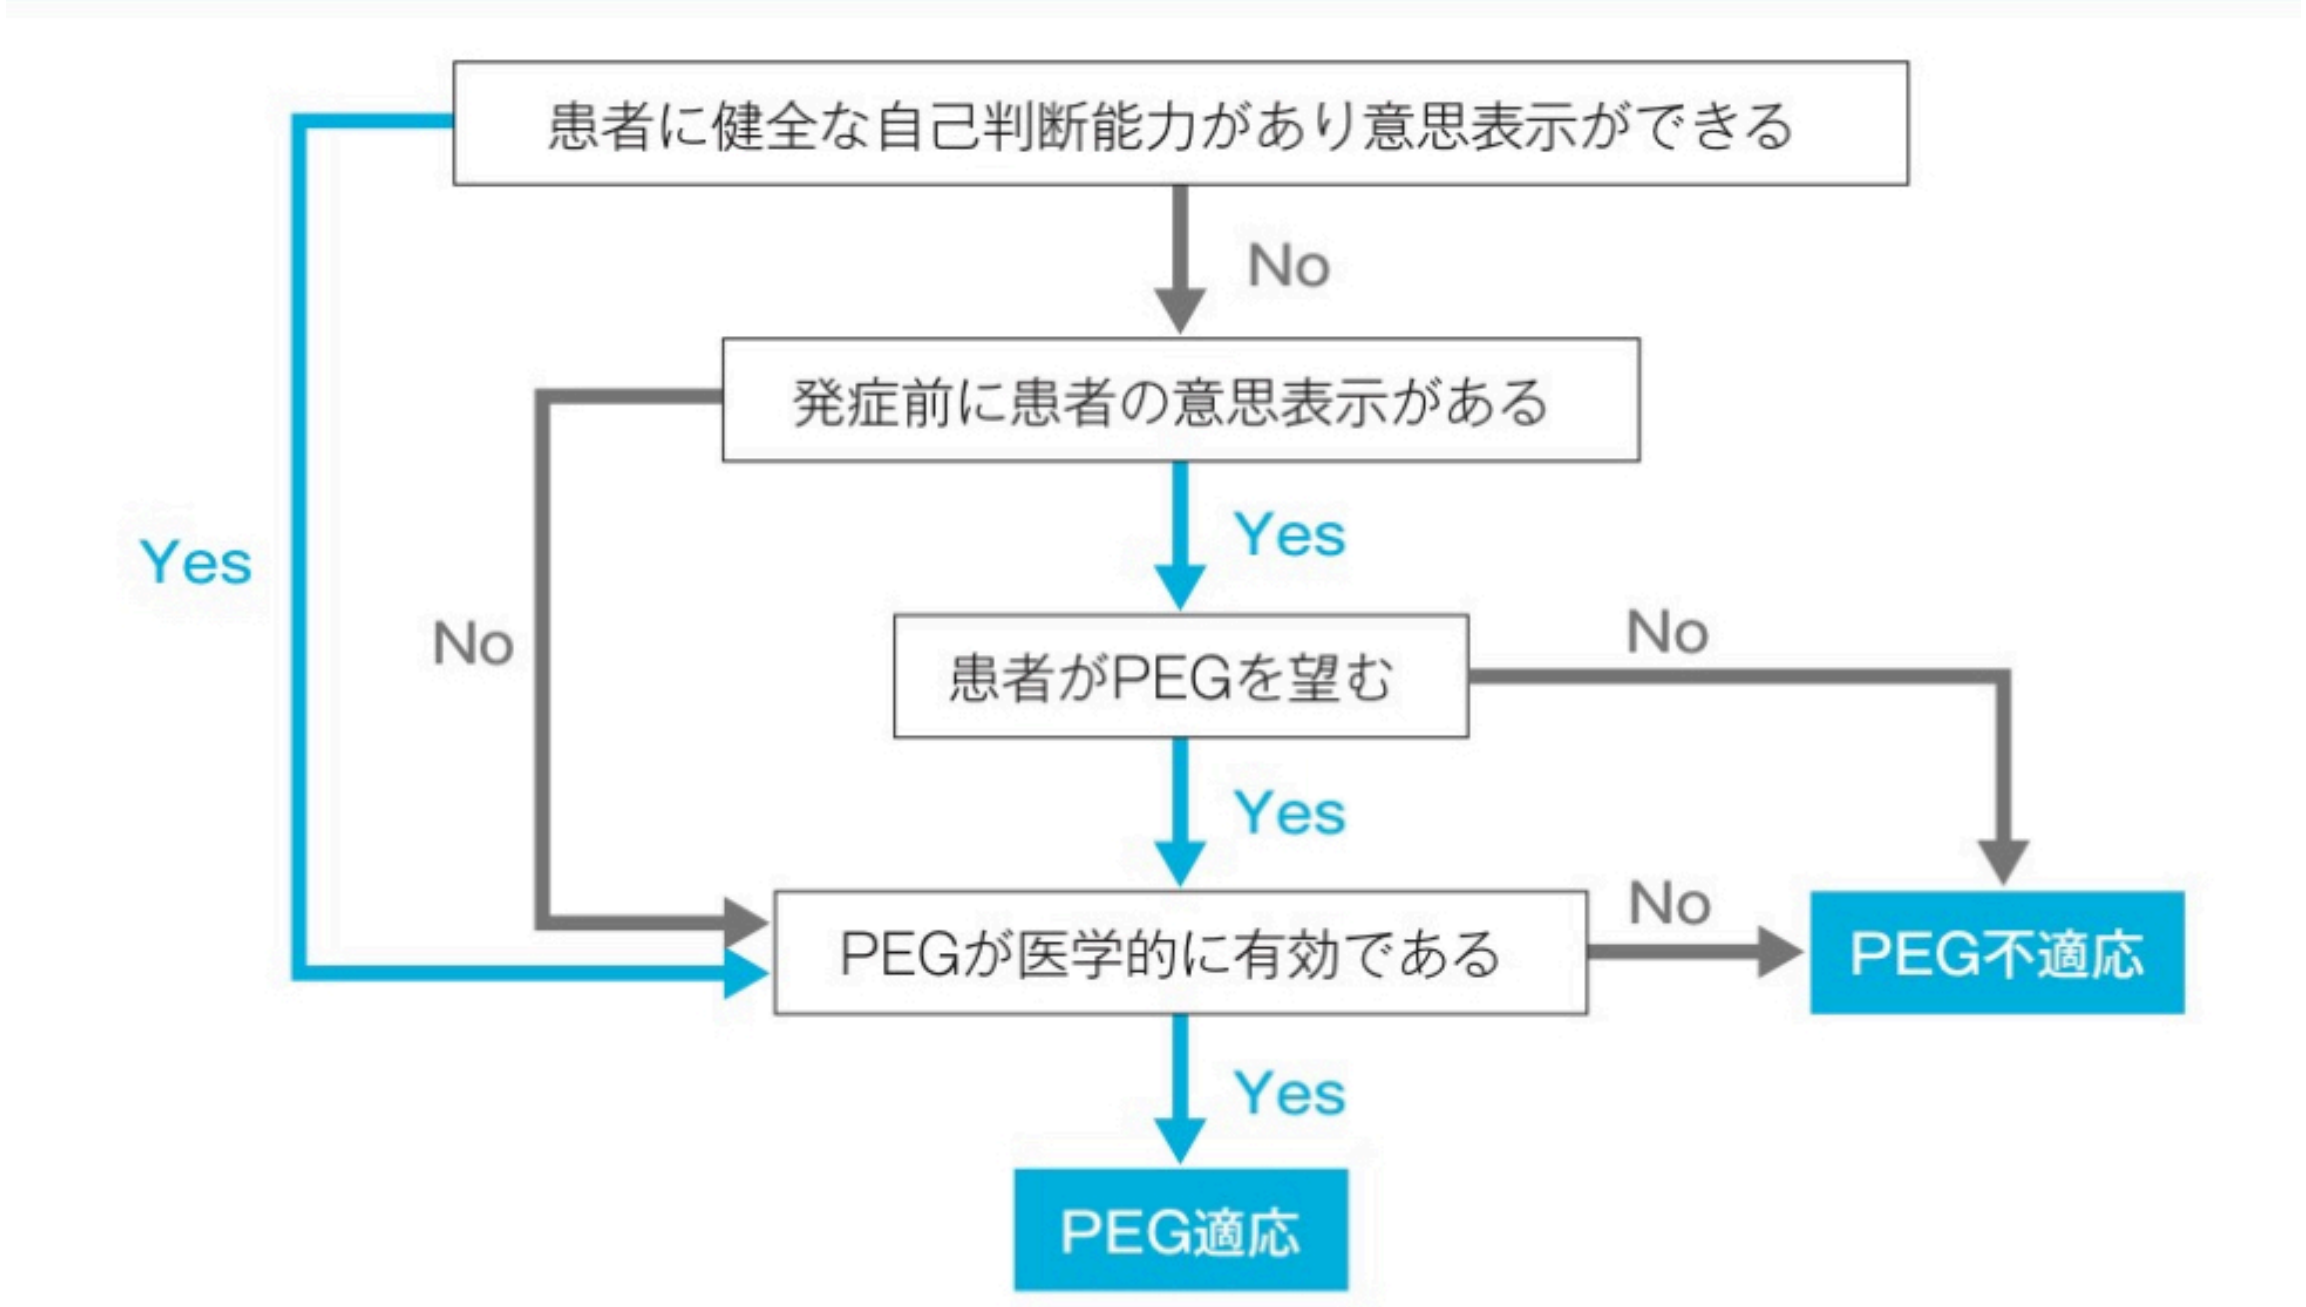 患者に健全な自己判断能力があり意思表示ができる
No
発症前に患者の意思表示がある
Yes
Yes
No
患者がPEGを望む
No
Yes
PEGが医学的に有効である
No
PEG不適応
Yes
PEG適応